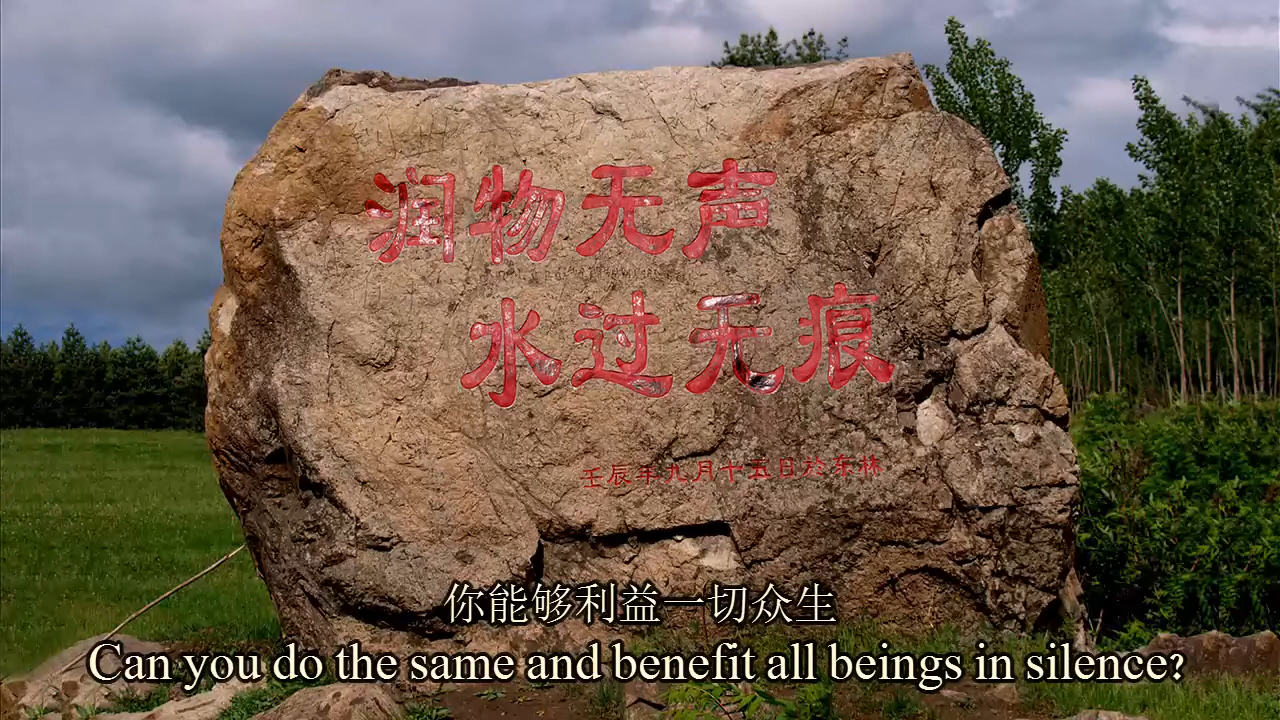 润物无声
水过无痕
壬辰年九月十五日於东林
你能够利益一切众生
Can you do the same and benefit all beings in silence?